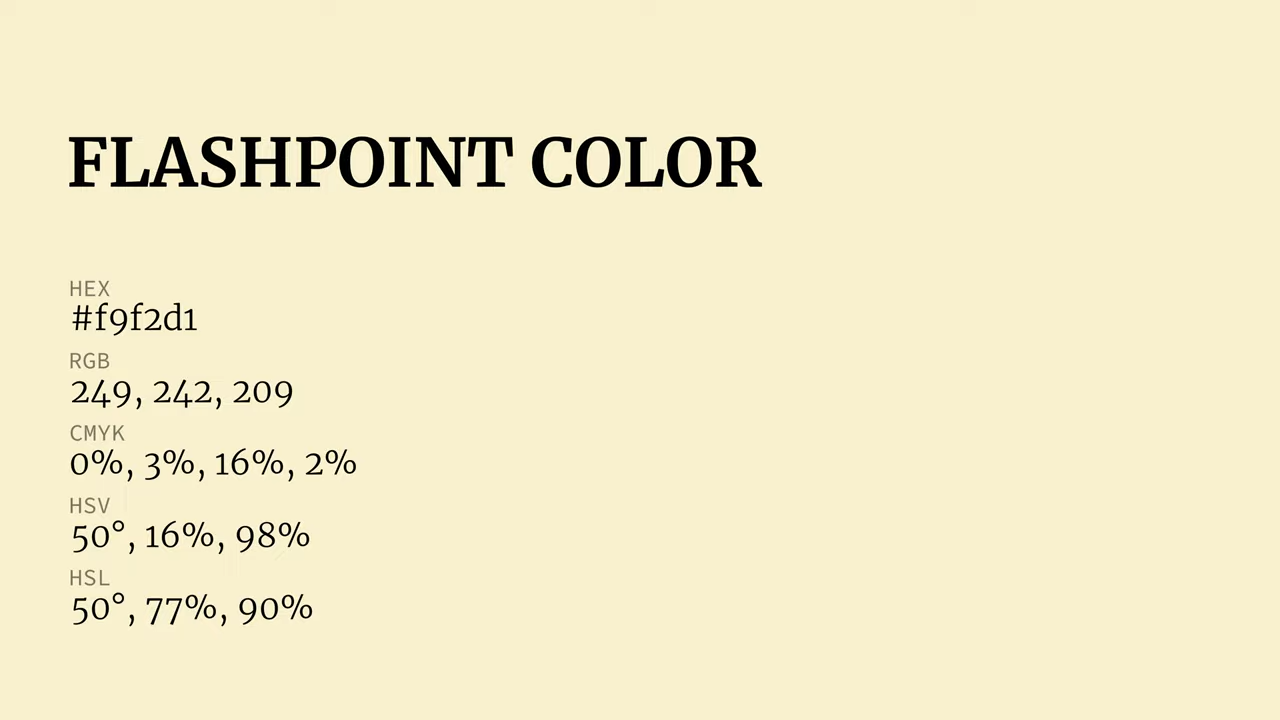 FLASHPOINT COLOR
HEX
#f9f2d1
RGB
249, 242, 209
CMYK
0%, 3%, 16%, 2%
HSV
50°, 16%, 98%
HSL
50°, 77%, 90%